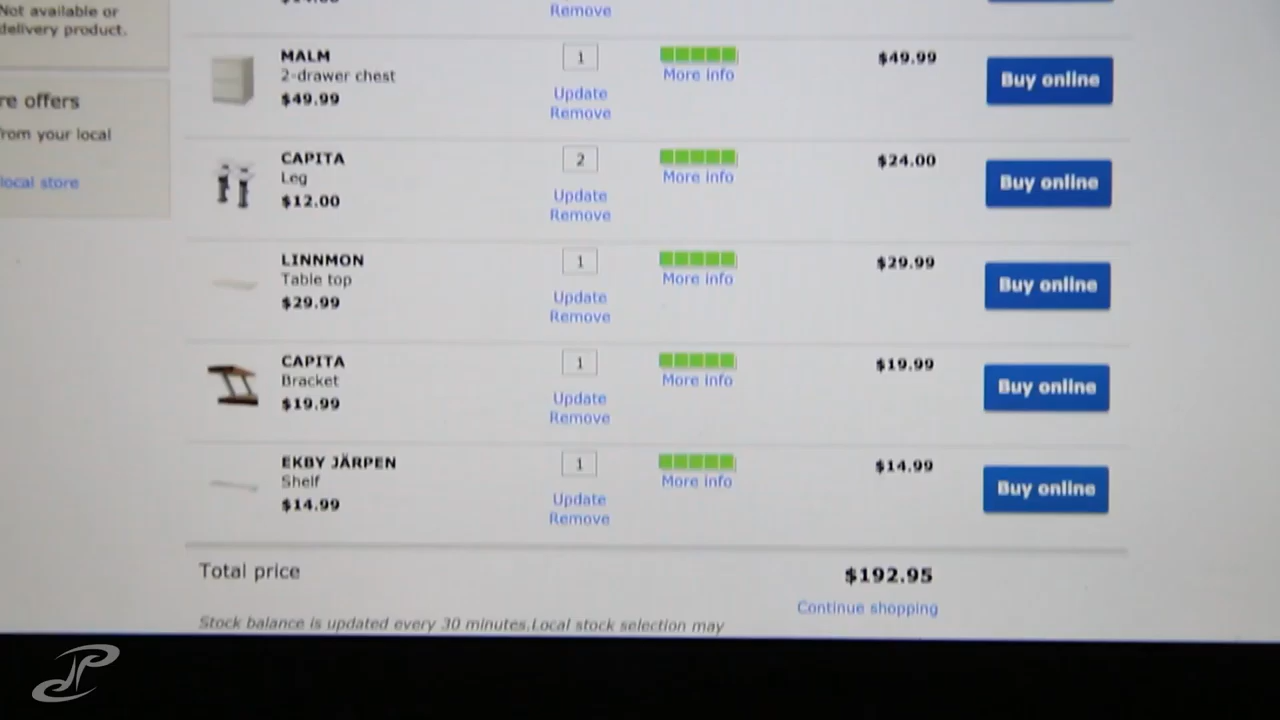 Not available or
delivery product.
re offers
from your local
local store
Remove
MALM
2-drawer chest
$49.99
1
Update
Remove
More info
$49.99
Buy online
CAPITA
Leg
$12.00
2
Update
Remove
More info
$24.00
Buy online
LINNMON
Table top
$29.99
1
Update
Remove
More info
$29.99
Buy online
CAPITA
Bracket
$19.99
1
Update
Remove
More info
$19.99
Buy online
EKBY JÄRPEN
Shelf
$14.99
1
Update
Remove
More info
$14.99
Buy online
Total price
$192.95
Continue shopping
Stock balance is updated every 30 minutes.Local stock selection may